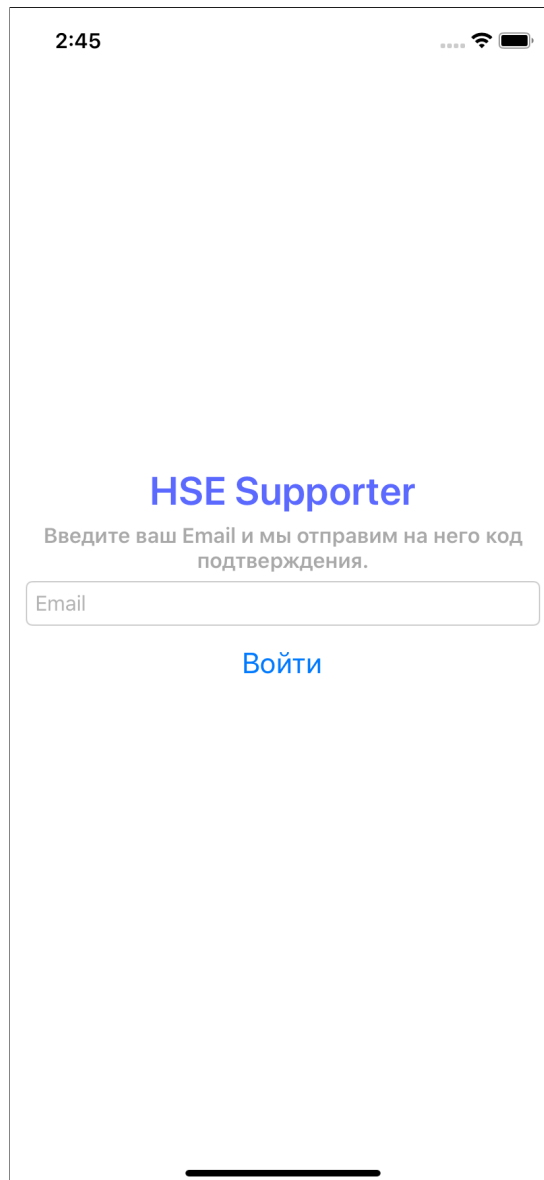 2:45
HSE Supporter
Введите ваш Email и мы отправим на него код
подтверждения.
Email
Войти